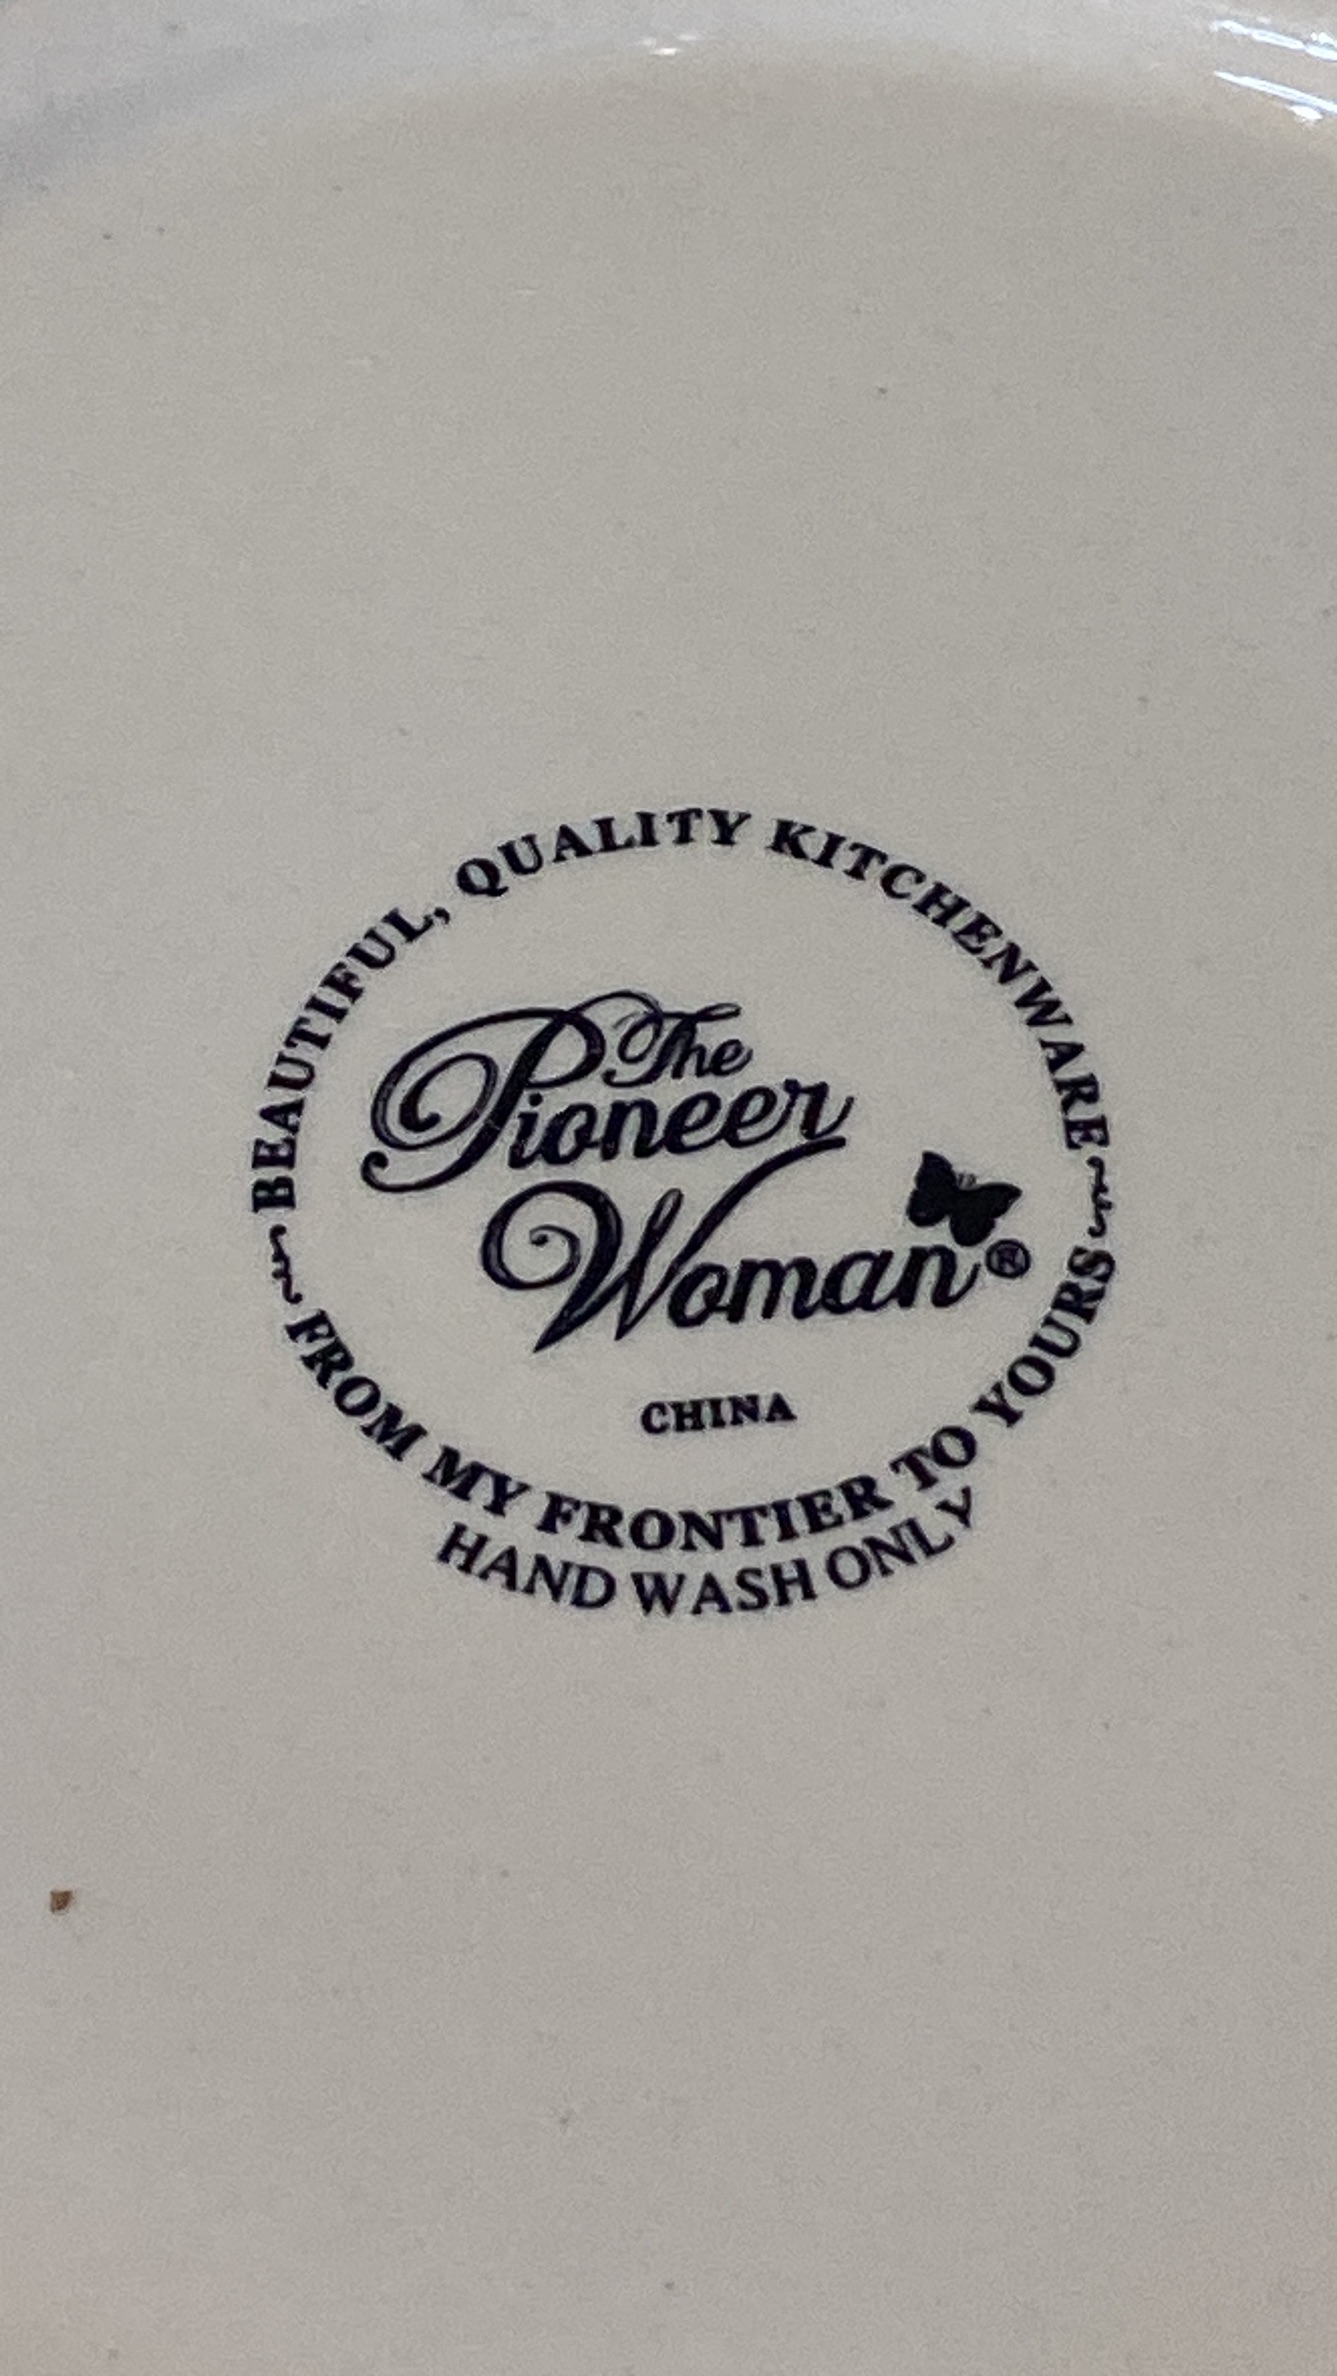 BEAUTIFUL, QUALITY KITCHENWARE
The
Pioneer
Woman®
CHINA
FROM MY FRONTIER TO YOURS
HAND WASH ONLY